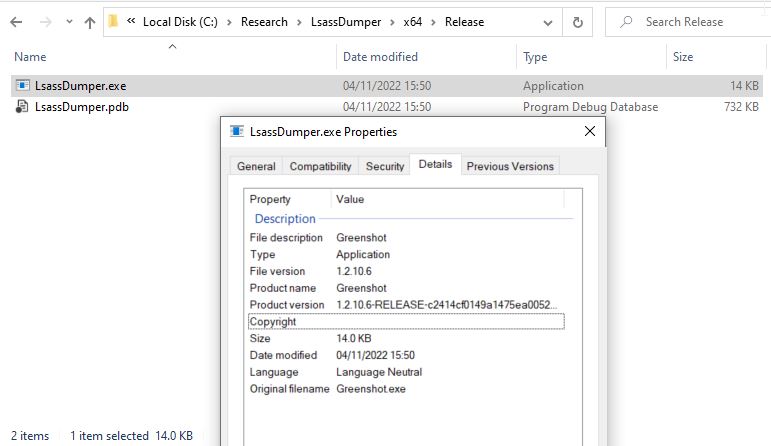 Local Disk (C:) Research LsassDumper x64 Release Search Release
Name Date modified Type Size
LsassDumper.exe 04/11/2022 15:50 Application 14 KB
LsassDumper.pdb 04/11/2022 15:50 Program Debug Database 732 KB
LsassDumper.exe Properties
General Compatibility Security Details Previous Versions
Property Value
Description
File description Greenshot
Type Application
File version 1.2.10.6
Product name Greenshot
Product version 1.2.10.6-RELEASE-c2414cf0149a1475ea0052...
Copyright
Size 14.0 KB
Date modified 04/11/2022 15:50
Language Language Neutral
Original filename Greenshot.exe
2 items 1 item selected 14.0 KB